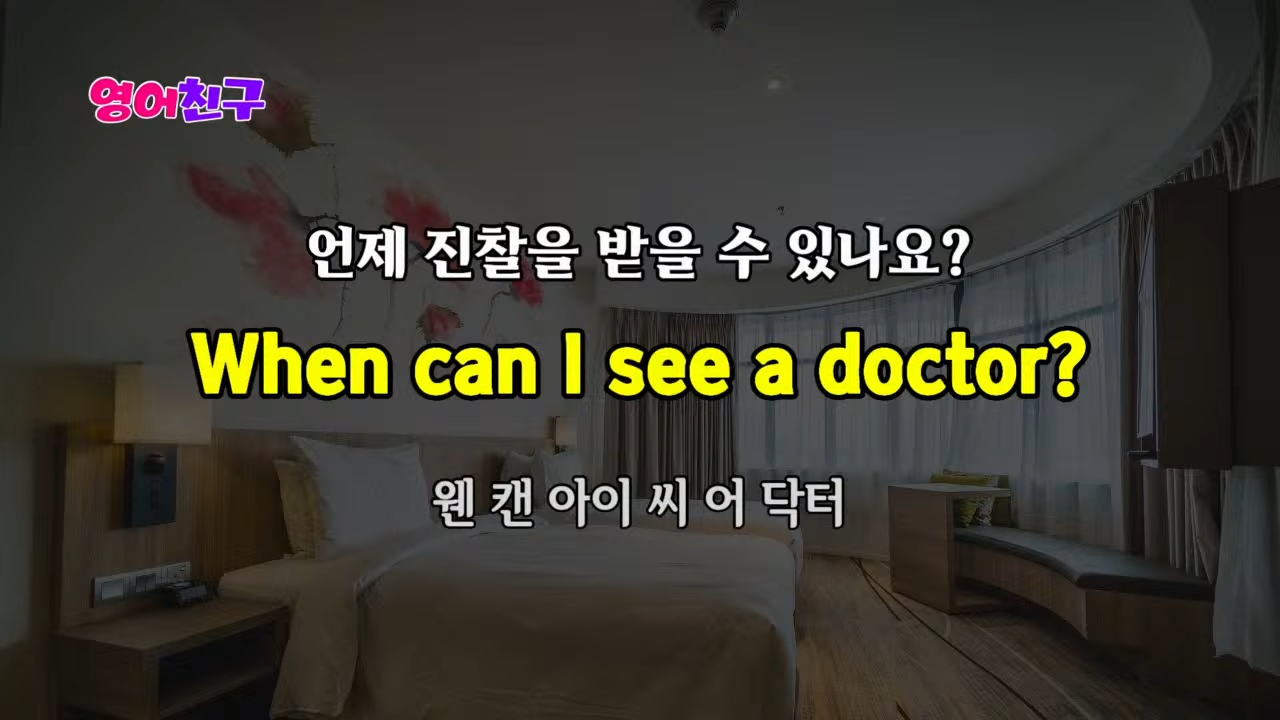 영어친구
언제 진찰을 받을 수 있나요?
When can I see a doctor?
웬 캔 아이 씨 어 닥터